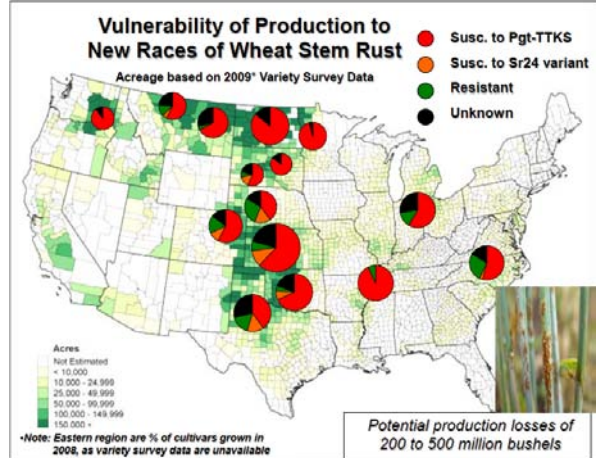 Vulnerability of Production to
New Races of Wheat Stem Rust
Acreage based on 2009* Variety Survey Data
Susc. to Pgt-TTKS
Susc. to Sr24 variant
Resistant
Unknown
Acres
Not Estimated
< 10,000
10,000 - 24,999
25,000 - 49,999
50,000 - 99,999
100,000 - 149,999
150,000 +
•Note: Eastern region are % of cultivars grown in
2008, as variety survey data are unavailable
Potential production losses of
200 to 500 million bushels